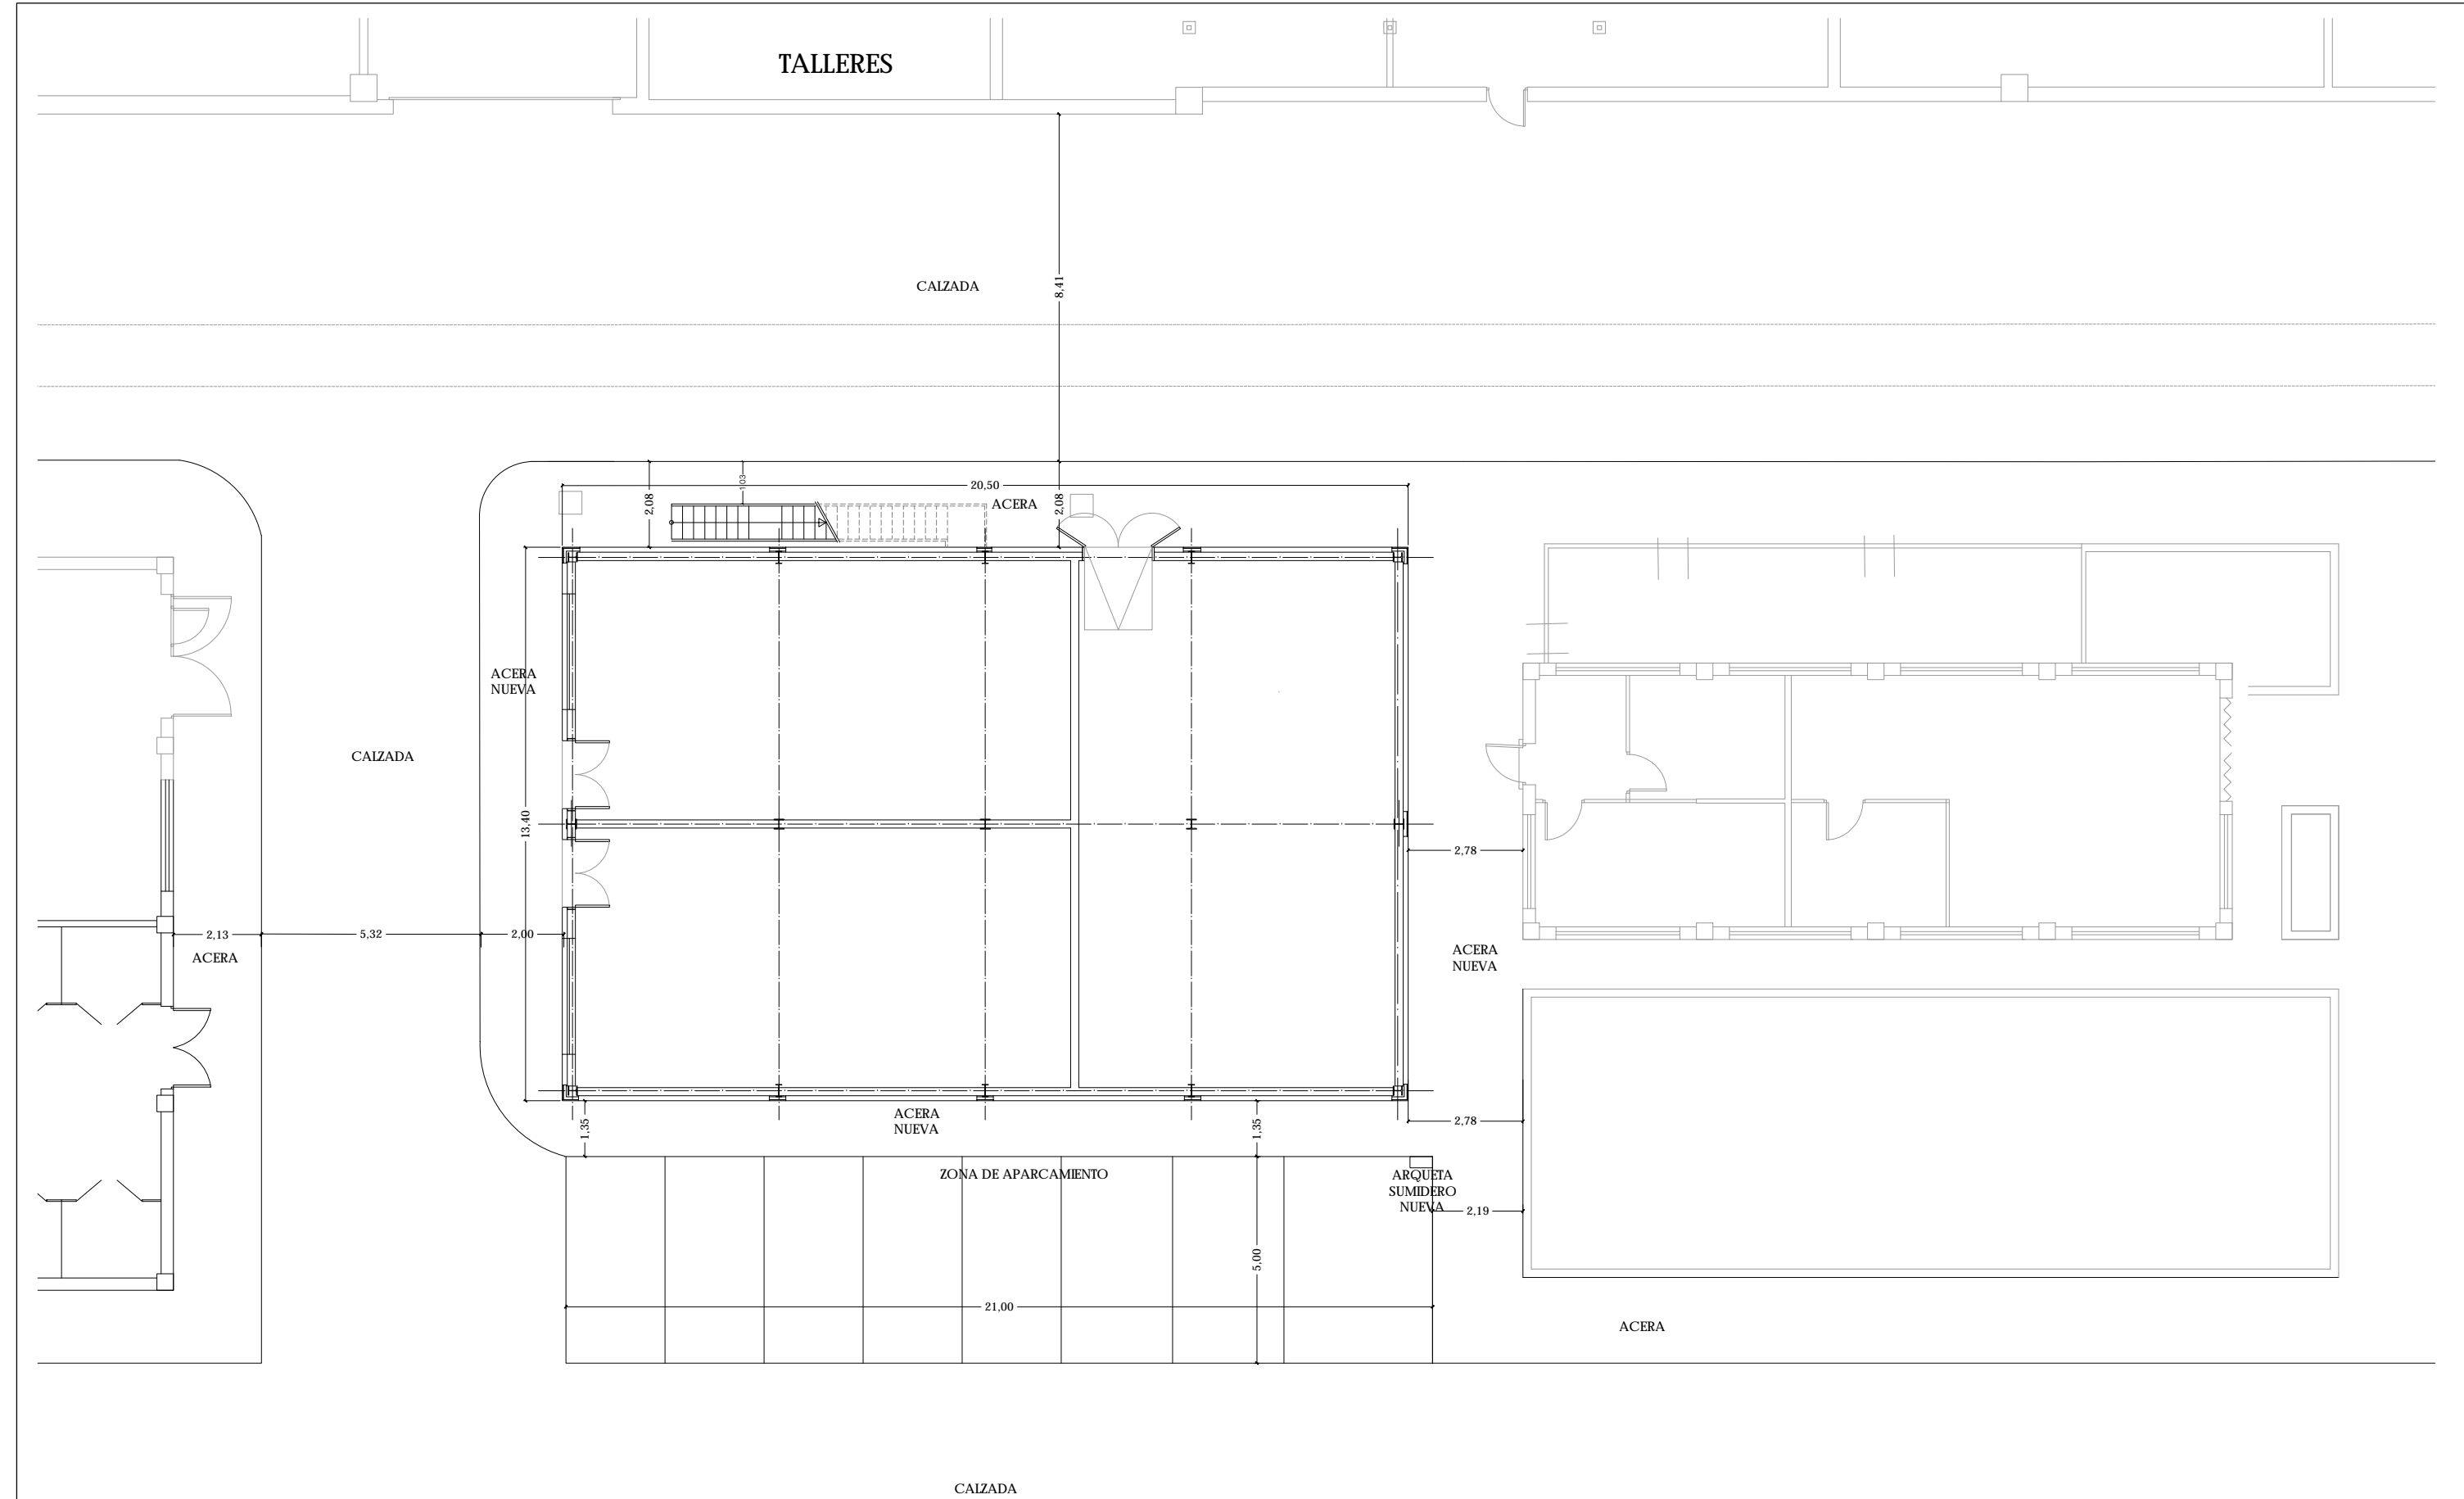 TALLERES
CALZADA
8,41
20,50
1,03
2,08
ACERA
2,08
ACERA
NUEVA
CALZADA
13,40
2,78
2,13
5,32
2,00
ACERA
ACERA
NUEVA
ACERA
NUEVA
1,35
1,35
2,78
ZONA DE APARCAMIENTO
ARQUETA
SUMIDERO
NUEVA
2,19
5,00
21,00
ACERA
CALZADA